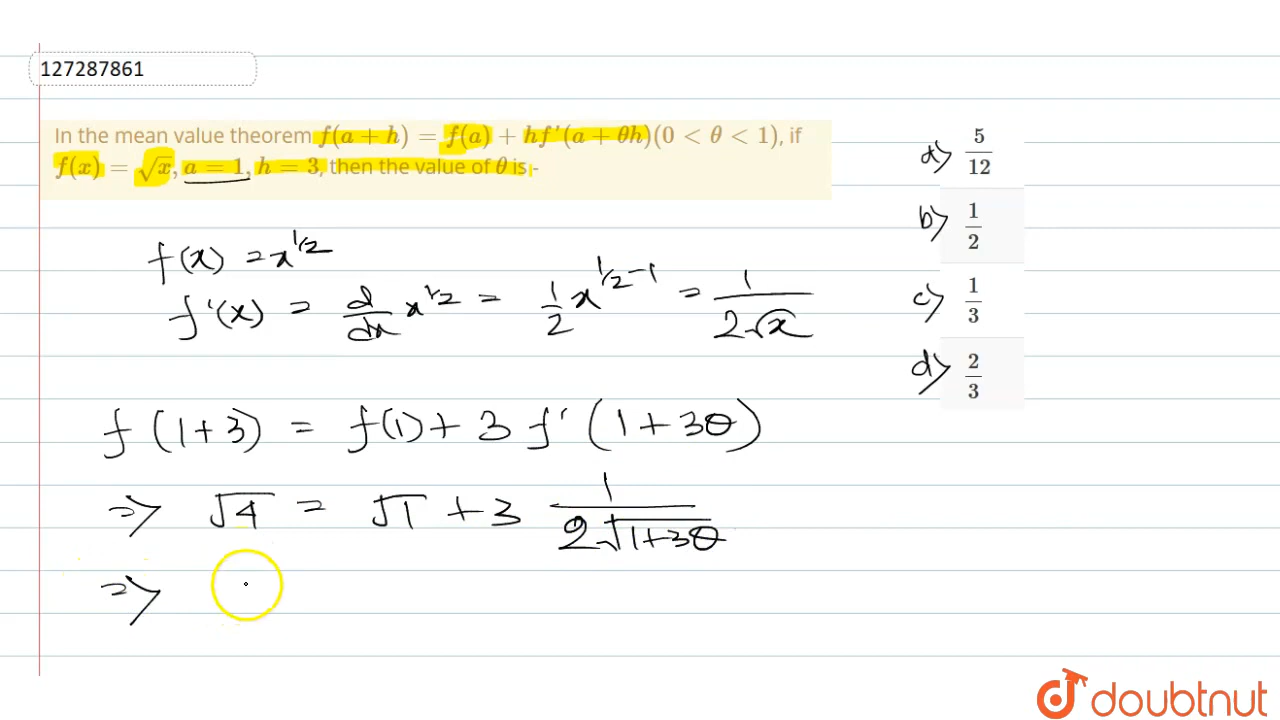 127287861
In the mean value theorem f(a + h) = f(a) + hf'(a + θh)(0 < θ < 1), if
f(x) = √x, a = 1, h = 3, then the value of θ is :-
a) 5/12
b) 1/2
c) 1/3
d) 2/3
f(x) = x^1/2
f'(x) = d/dx x^1/2 = 1/2 x^1/2-1 = 1/2√x
f(1+3) = f(1) + 3 f'(1+3θ)
=> √4 = √1 + 3 1/2√1+3θ
=>
doubtnut